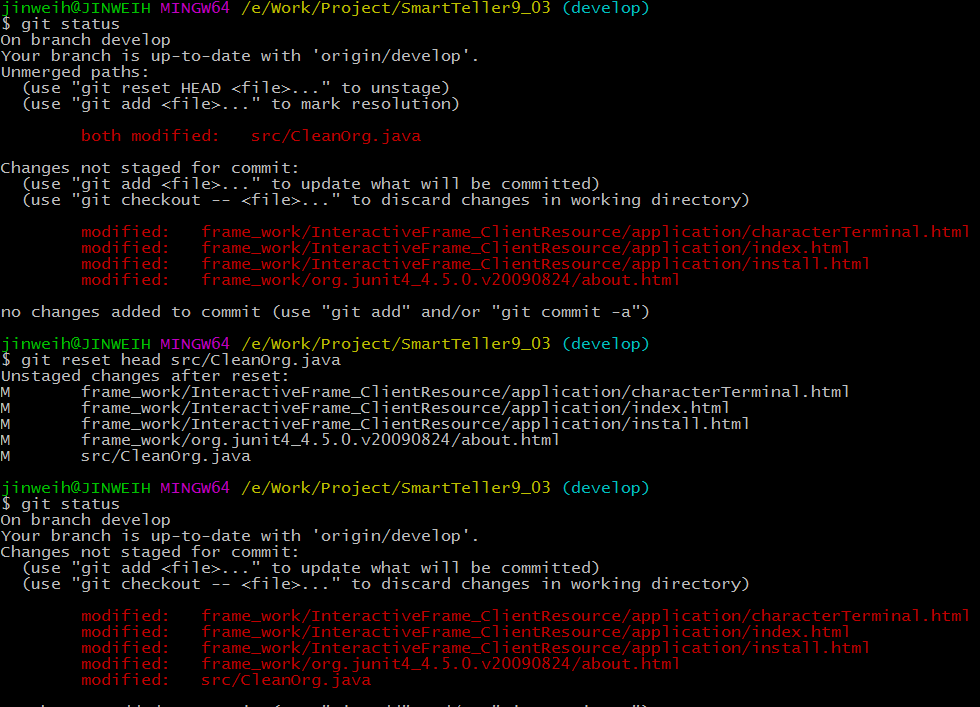 jinweih@JINWEIH MINGW64 /e/Work/Project/SmartTeller9_03 (develop)
$ git status
On branch develop
Your branch is up-to-date with 'origin/develop'.
Unmerged paths:
  (use "git reset HEAD <file>..." to unstage)
  (use "git add <file>..." to mark resolution)
        both modified:   src/CleanOrg.java
Changes not staged for commit:
  (use "git add <file>..." to update what will be committed)
  (use "git checkout -- <file>..." to discard changes in working directory)
        modified:   frame_work/InteractiveFrame_ClientResource/application/characterTerminal.html
        modified:   frame_work/InteractiveFrame_ClientResource/application/index.html
        modified:   frame_work/InteractiveFrame_ClientResource/application/install.html
        modified:   frame_work/org.junit4_4.5.0.v20090824/about.html
no changes added to commit (use "git add" and/or "git commit -a")
jinweih@JINWEIH MINGW64 /e/Work/Project/SmartTeller9_03 (develop)
$ git reset head src/CleanOrg.java
Unstaged changes after reset:
M       frame_work/InteractiveFrame_ClientResource/application/characterTerminal.html
M       frame_work/InteractiveFrame_ClientResource/application/index.html
M       frame_work/InteractiveFrame_ClientResource/application/install.html
M       frame_work/org.junit4_4.5.0.v20090824/about.html
M       src/CleanOrg.java
jinweih@JINWEIH MINGW64 /e/Work/Project/SmartTeller9_03 (develop)
$ git status
On branch develop
Your branch is up-to-date with 'origin/develop'.
Changes not staged for commit:
  (use "git add <file>..." to update what will be committed)
  (use "git checkout -- <file>..." to discard changes in working directory)
        modified:   frame_work/InteractiveFrame_ClientResource/application/characterTerminal.html
        modified:   frame_work/InteractiveFrame_ClientResource/application/index.html
        modified:   frame_work/InteractiveFrame_ClientResource/application/install.html
        modified:   frame_work/org.junit4_4.5.0.v20090824/about.html
        modified:   src/CleanOrg.java